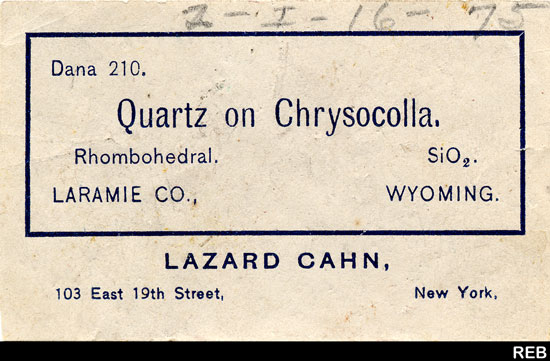 2-I-16-75
Dana 210.
Quartz on Chrysocolla.
Rhombohedral. SiO₂.
LARAMIE CO., WYOMING.
LAZARD CAHN,
103 East 19th Street, New York,
REB